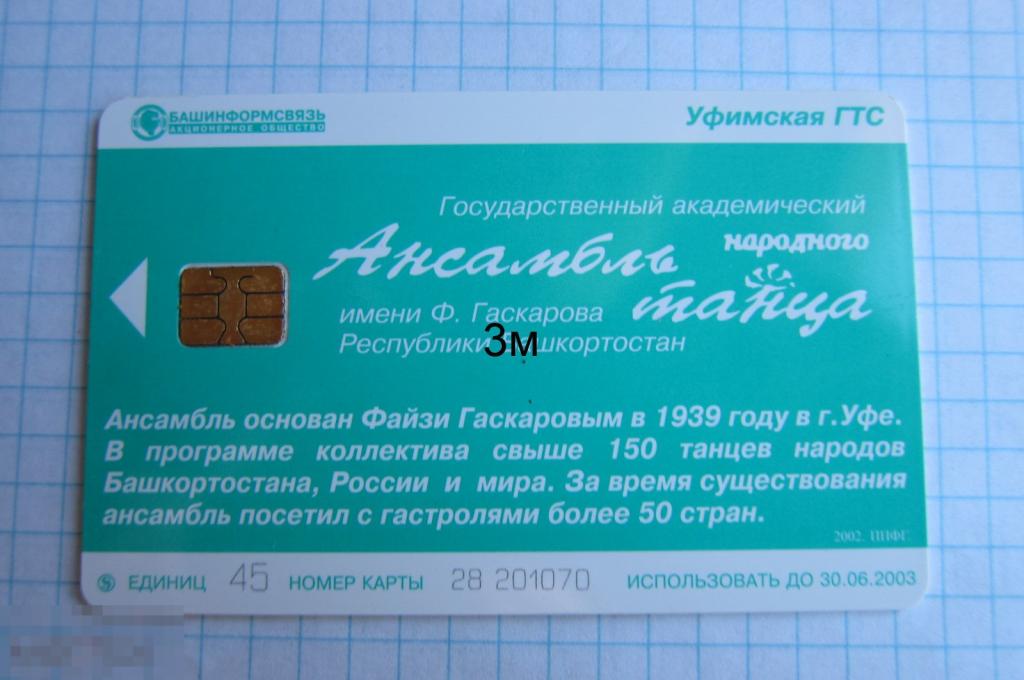 БАШИНФОРМСВЯЗЬ
АКЦИОНЕРНОЕ ОБЩЕСТВО
Уфимская ГТС
Государственный академический
Ансамбль народного
танца
имени Ф. Гаскарова
Республики Башкортостан
3м
Ансамбль основан Файзи Гаскаровым в 1939 году в г.Уфе.
В программе коллектива свыше 150 танцев народов
Башкортостана, России и мира. За время существования
ансамбль посетил с гастролями более 50 стран.
2002. ППФГ.
ЕДИНИЦ 45 НОМЕР КАРТЫ 28 201070 ИСПОЛЬЗОВАТЬ ДО 30.06.2003